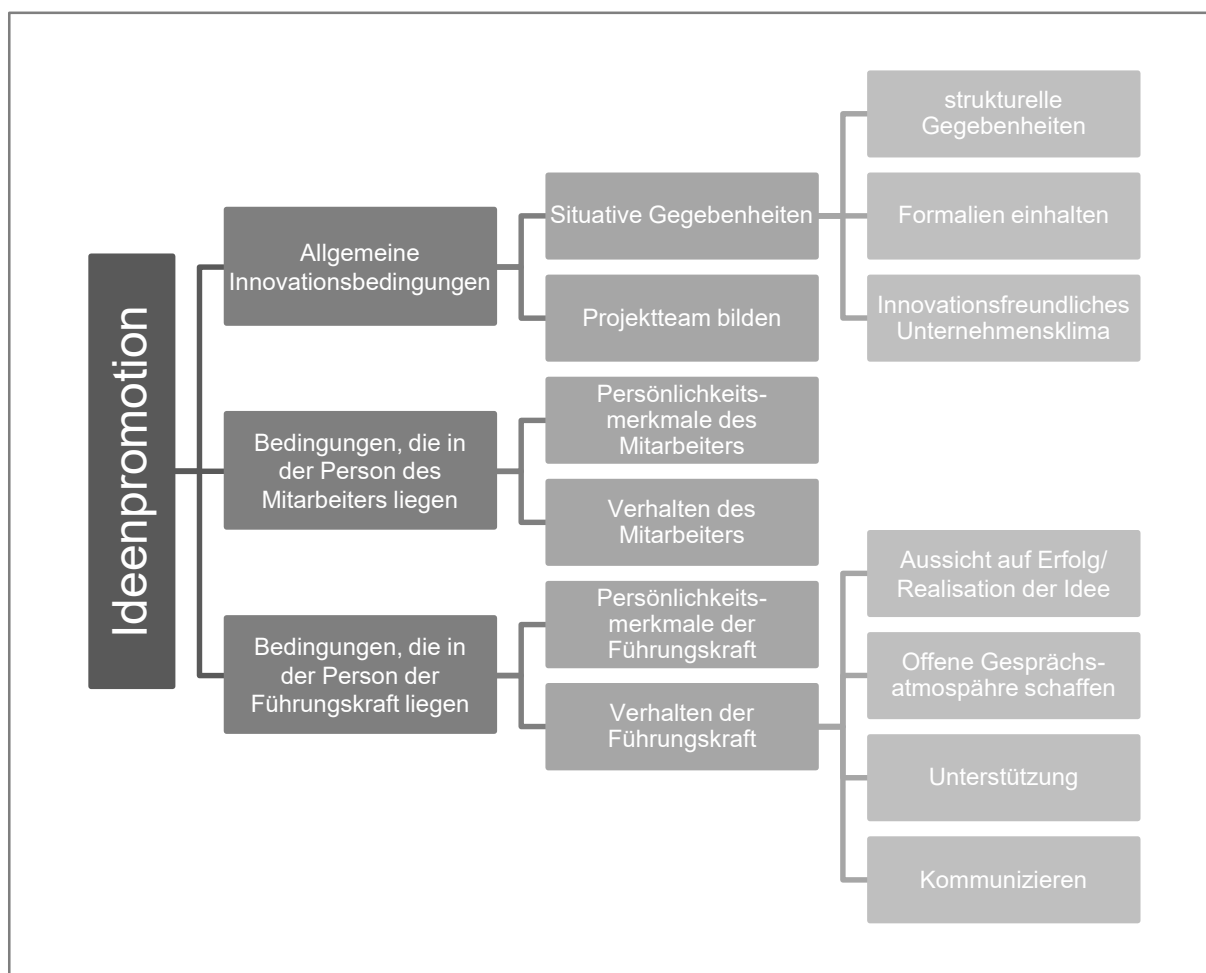 Ideenpromotion
Allgemeine
Innovationsbedingungen
Situative Gegebenheiten
strukturelle
Gegebenheiten
Formalien einhalten
Innovationsfreundliches
Unternehmensklima
Projektteam bilden
Bedingungen, die in
der Person des
Mitarbeiters liegen
Persönlichkeits-
merkmale des
Mitarbeiters
Verhalten des
Mitarbeiters
Bedingungen, die in
der Person der
Führungskraft liegen
Persönlichkeits-
merkmale der
Führungskraft
Verhalten der
Führungskraft
Aussicht auf Erfolg/
Realisation der Idee
Offene Gesprächs-
atmospähre schaffen
Unterstützung
Kommunizieren